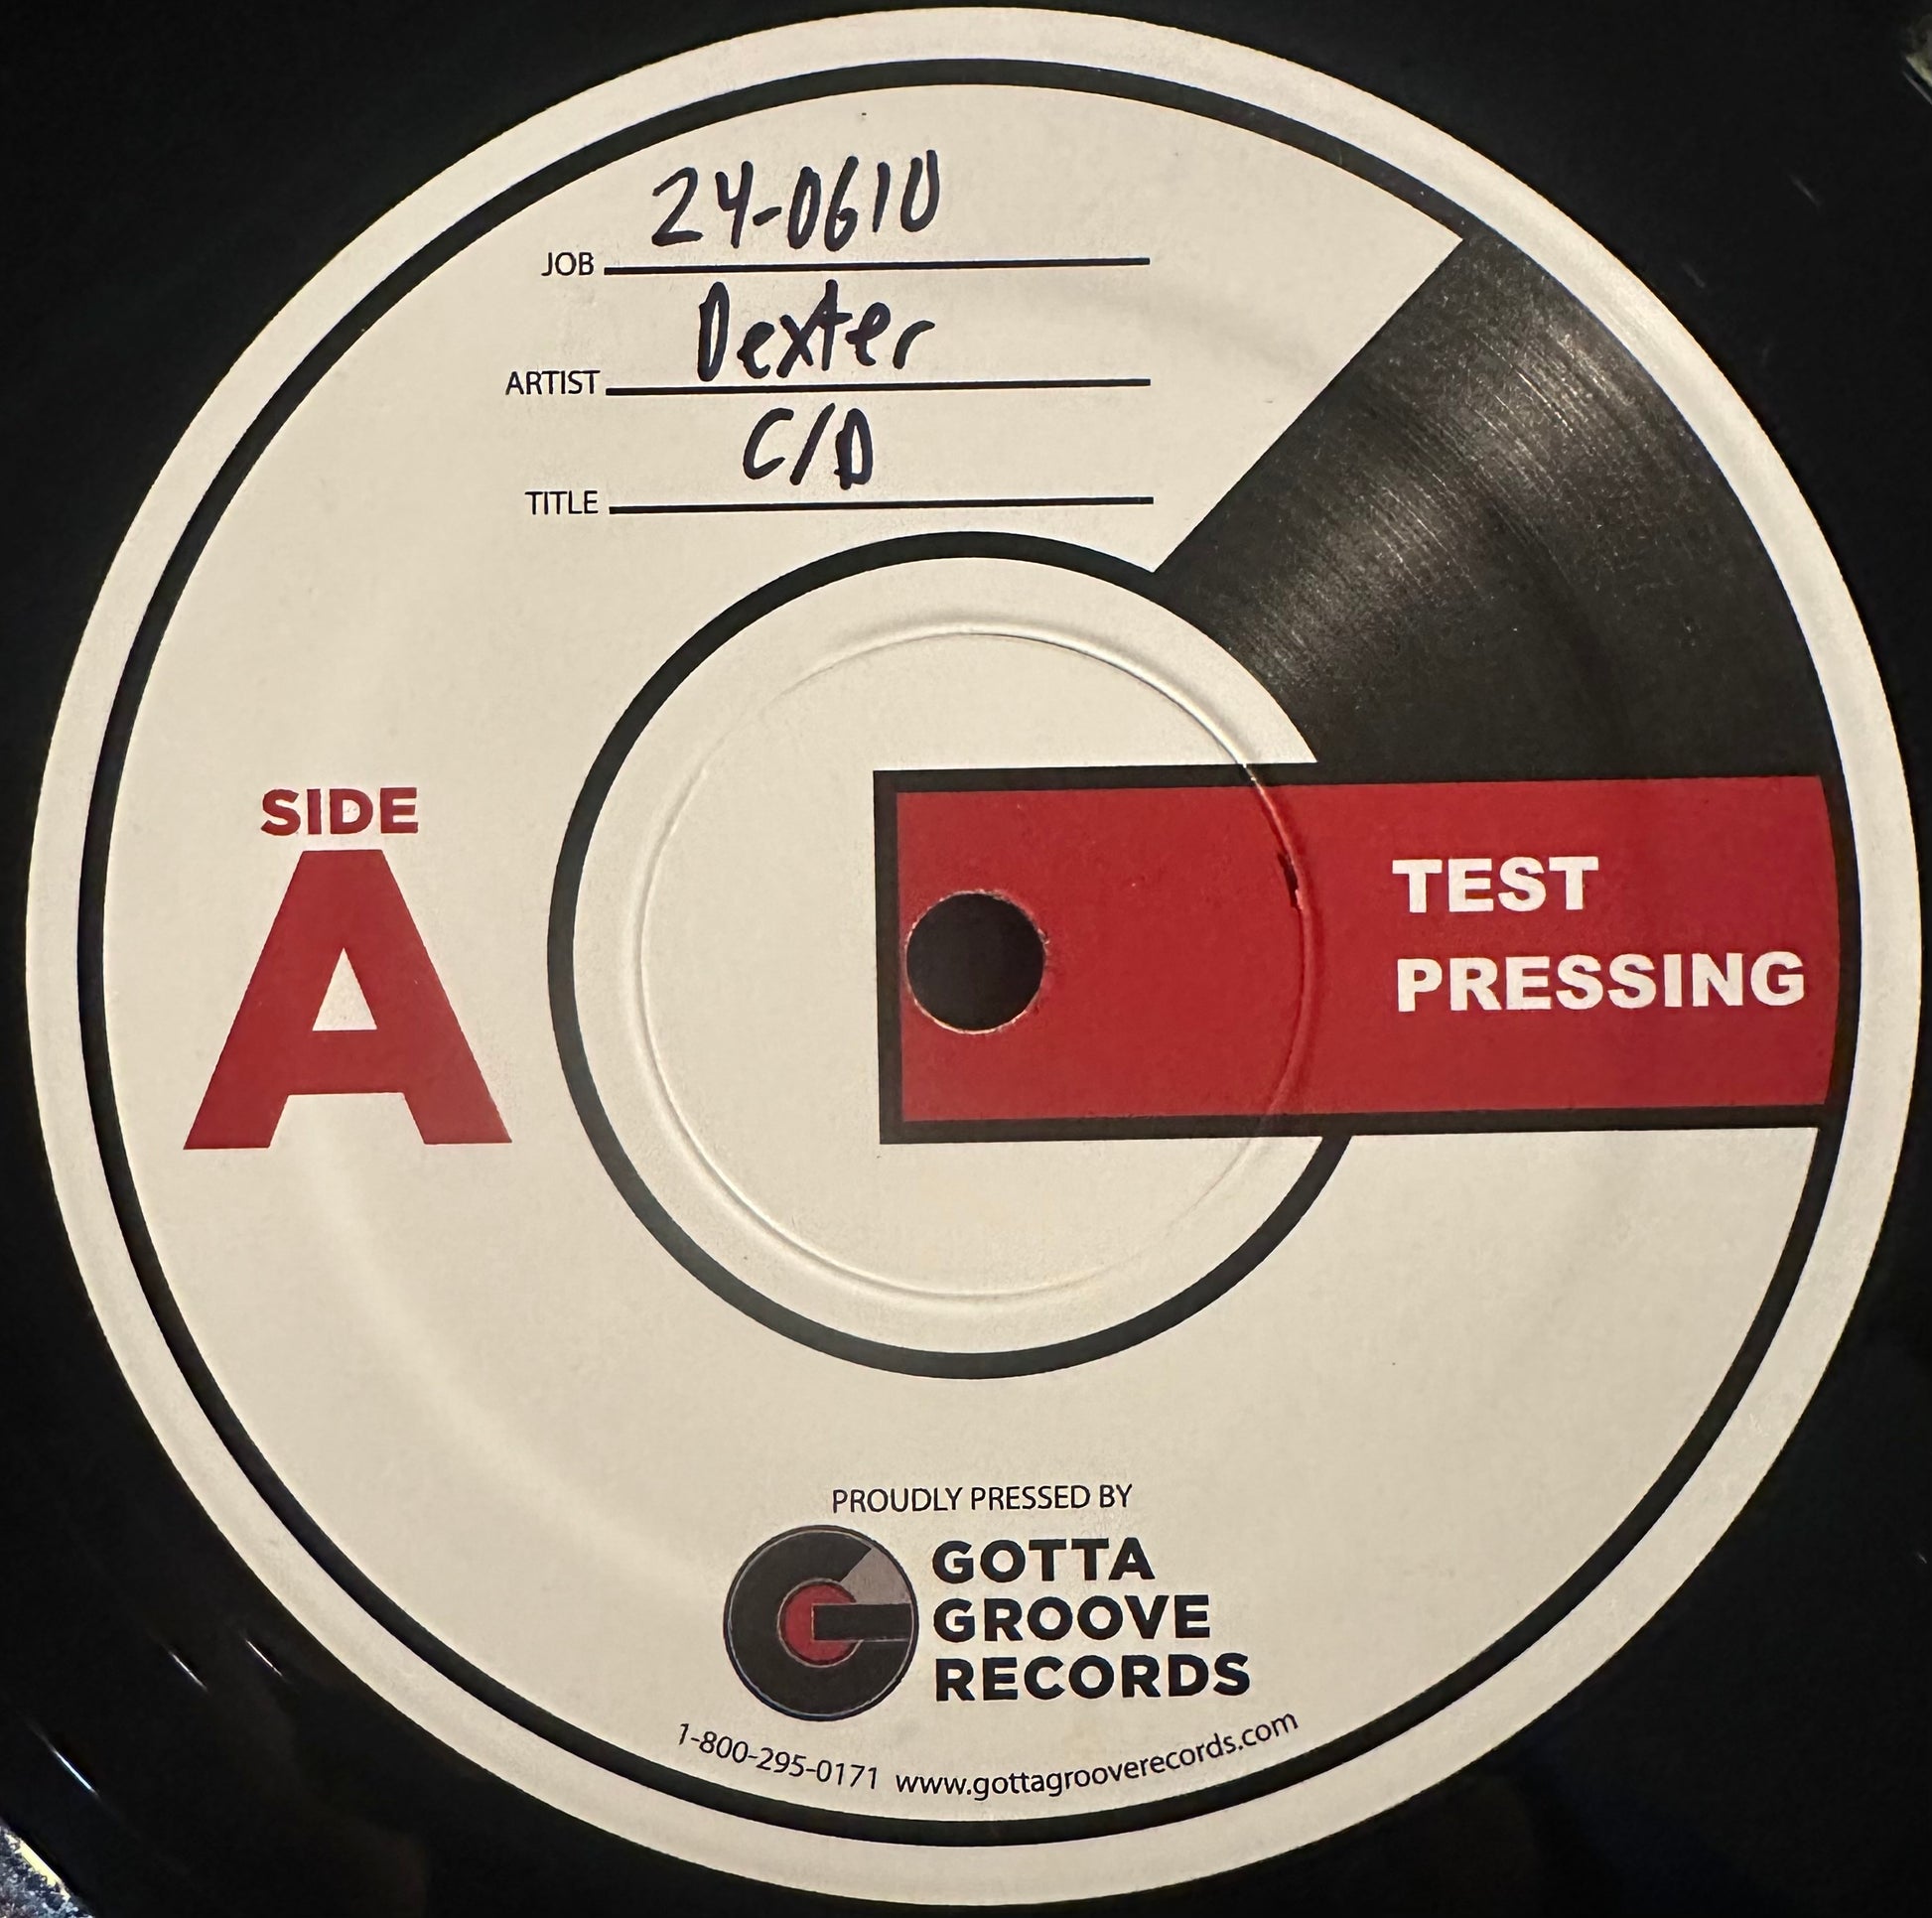 JOB 24-0610
ARTIST Dexter
TITLE C/D
SIDE
A
TEST
PRESSING
PROUDLY PRESSED BY
GOTTA
GROOVE
RECORDS
1-800-295-0171 www.gottagrooverecords.com